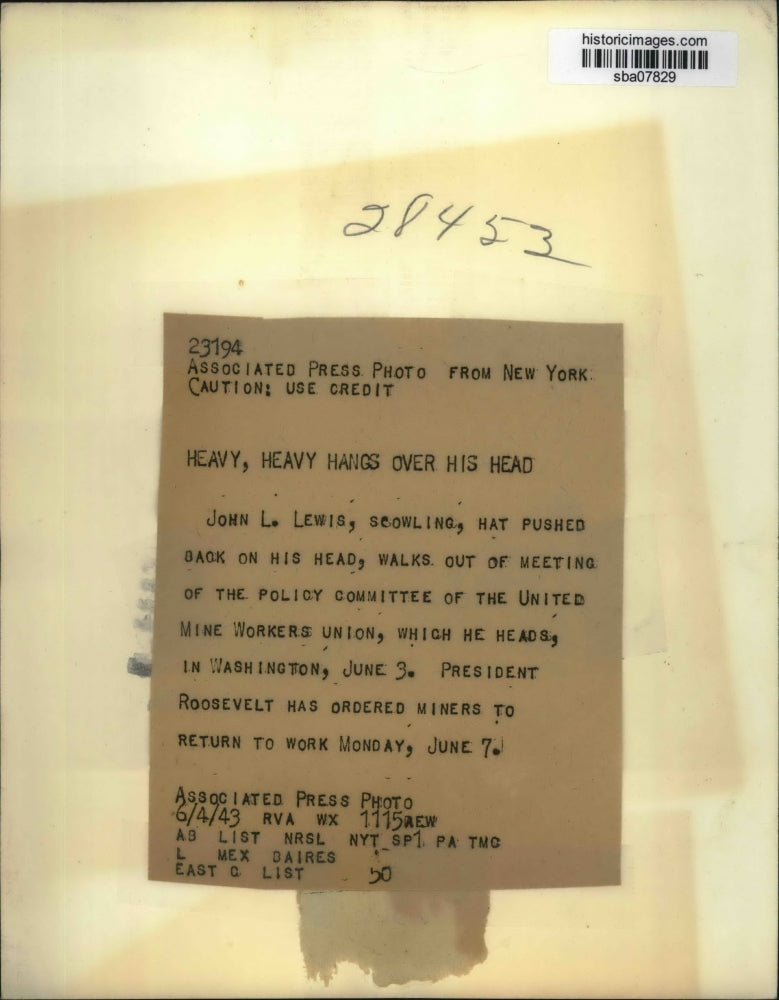 historicimages.com
sba07829
28453
23194
ASSOCIATED PRESS PHOTO FROM NEW YORK.
CAUTION: USE CREDIT
HEAVY, HEAVY HANGS OVER HIS HEAD
JOHN L. LEWIS, SCOWLING, HAT PUSHED
BACK ON HIS HEAD, WALKS OUT OF MEETING
OF THE POLICY COMMITTEE OF THE UNITED
MINE WORKERS UNION, WHICH HE HEADS,
IN WASHINGTON, JUNE 3. PRESIDENT
ROOSEVELT HAS ORDERED MINERS TO
RETURN TO WORK MONDAY, JUNE 7.
ASSOCIATED PRESS PHOTO
6/4/43 RVA WX 1115AEW
AB LIST NRSL NYT SP1 PA TMC
L MEX BAIRES
EAST G LIST 50